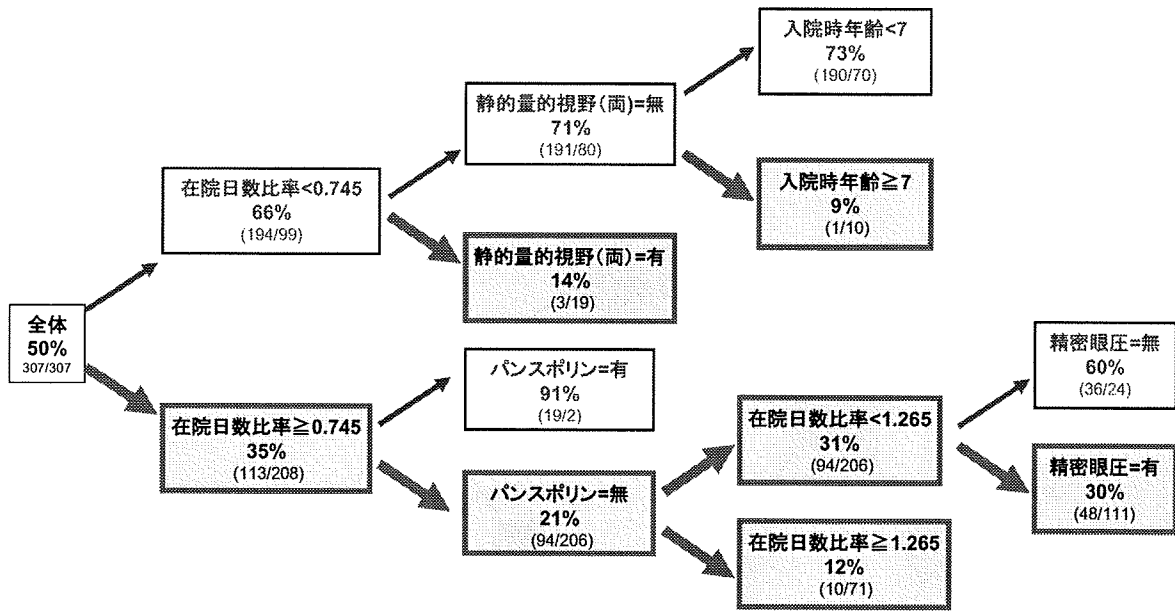 全体
50%
307/307
在院日数比率<0.745
66%
(194/99)
在院日数比率≧0.745
35%
(113/208)
静的量的視野(両)=無
71%
(191/80)
静的量的視野(両)=有
14%
(3/19)
パンスポリン=有
91%
(19/2)
パンスポリン=無
21%
(94/206)
入院時年齢<7
73%
(190/70)
入院時年齢≧7
9%
(1/10)
在院日数比率<1.265
31%
(94/206)
在院日数比率≧1.265
12%
(10/71)
精密眼圧=無
60%
(36/24)
精密眼圧=有
30%
(48/111)